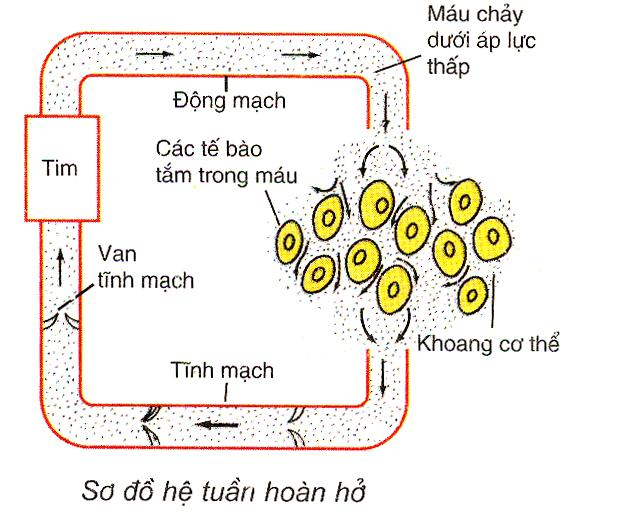 Máu chảy
dưới áp lực
thấp
Động mạch
Tim
Các tế bào
tắm trong máu
Van
tĩnh mạch
Khoang cơ thể
Tĩnh mạch
Sơ đồ hệ tuần hoàn hở